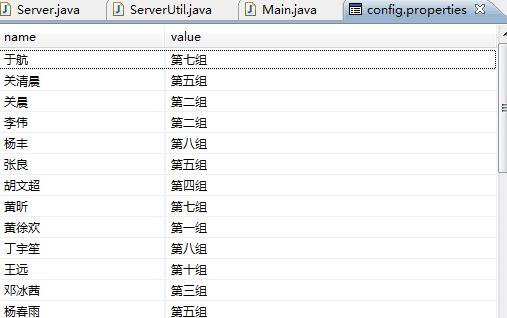 Server.java ServerUtil.java Main.java config.properties
name value
于航 第七组
关清晨 第五组
关晨 第二组
李伟 第二组
杨丰 第八组
张良 第五组
胡文超 第四组
黄昕 第七组
黄徐欢 第一组
丁宇笙 第八组
王远 第十组
邓冰茜 第三组
杨春雨 第五组